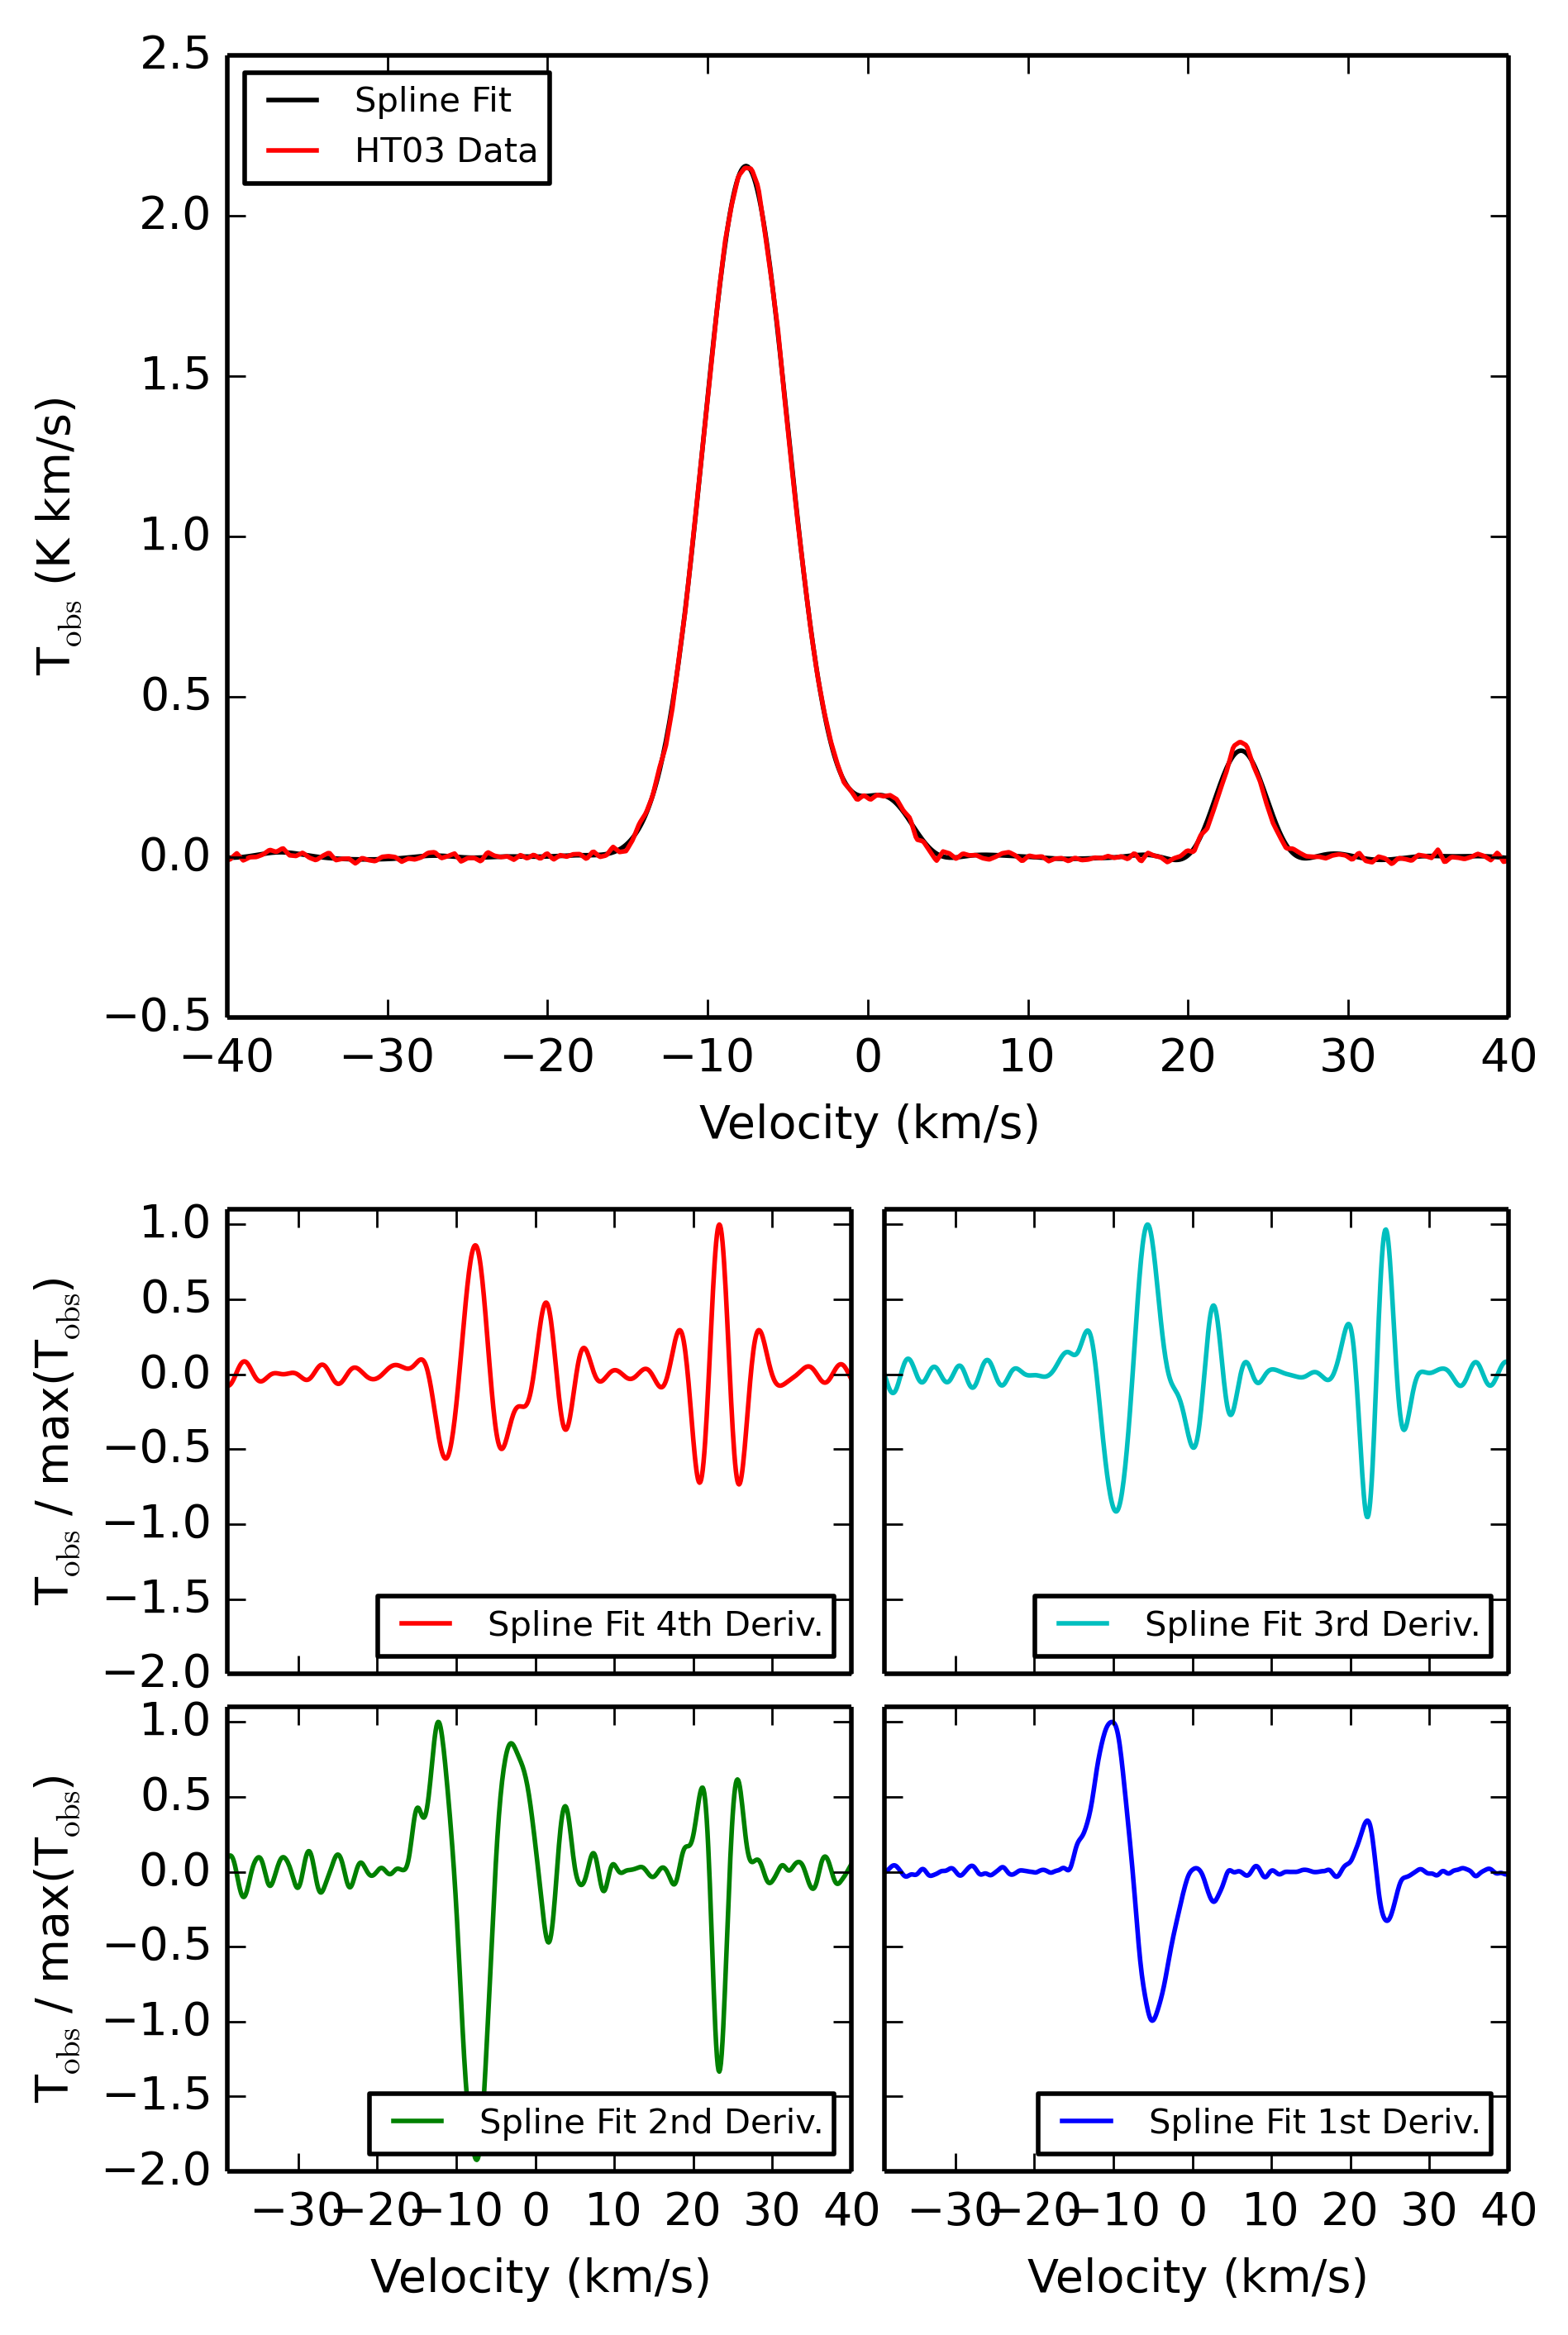 2.5
Spline Fit
HT03 Data
2.0
1.5
1.0
0.5
0.0
−0.5
T_obs (K km/s)
−40 −30 −20 −10 0 10 20 30 40
Velocity (km/s)
1.0
0.5
0.0
−0.5
−1.0
−1.5
−2.0
T_obs / max(T_obs)
Spline Fit 4th Deriv.
Spline Fit 3rd Deriv.
1.0
0.5
0.0
−0.5
−1.0
−1.5
−2.0
T_obs / max(T_obs)
Spline Fit 2nd Deriv.
Spline Fit 1st Deriv.
−30 −20 −10 0 10 20 30 40
−30 −20 −10 0 10 20 30 40
Velocity (km/s)
Velocity (km/s)